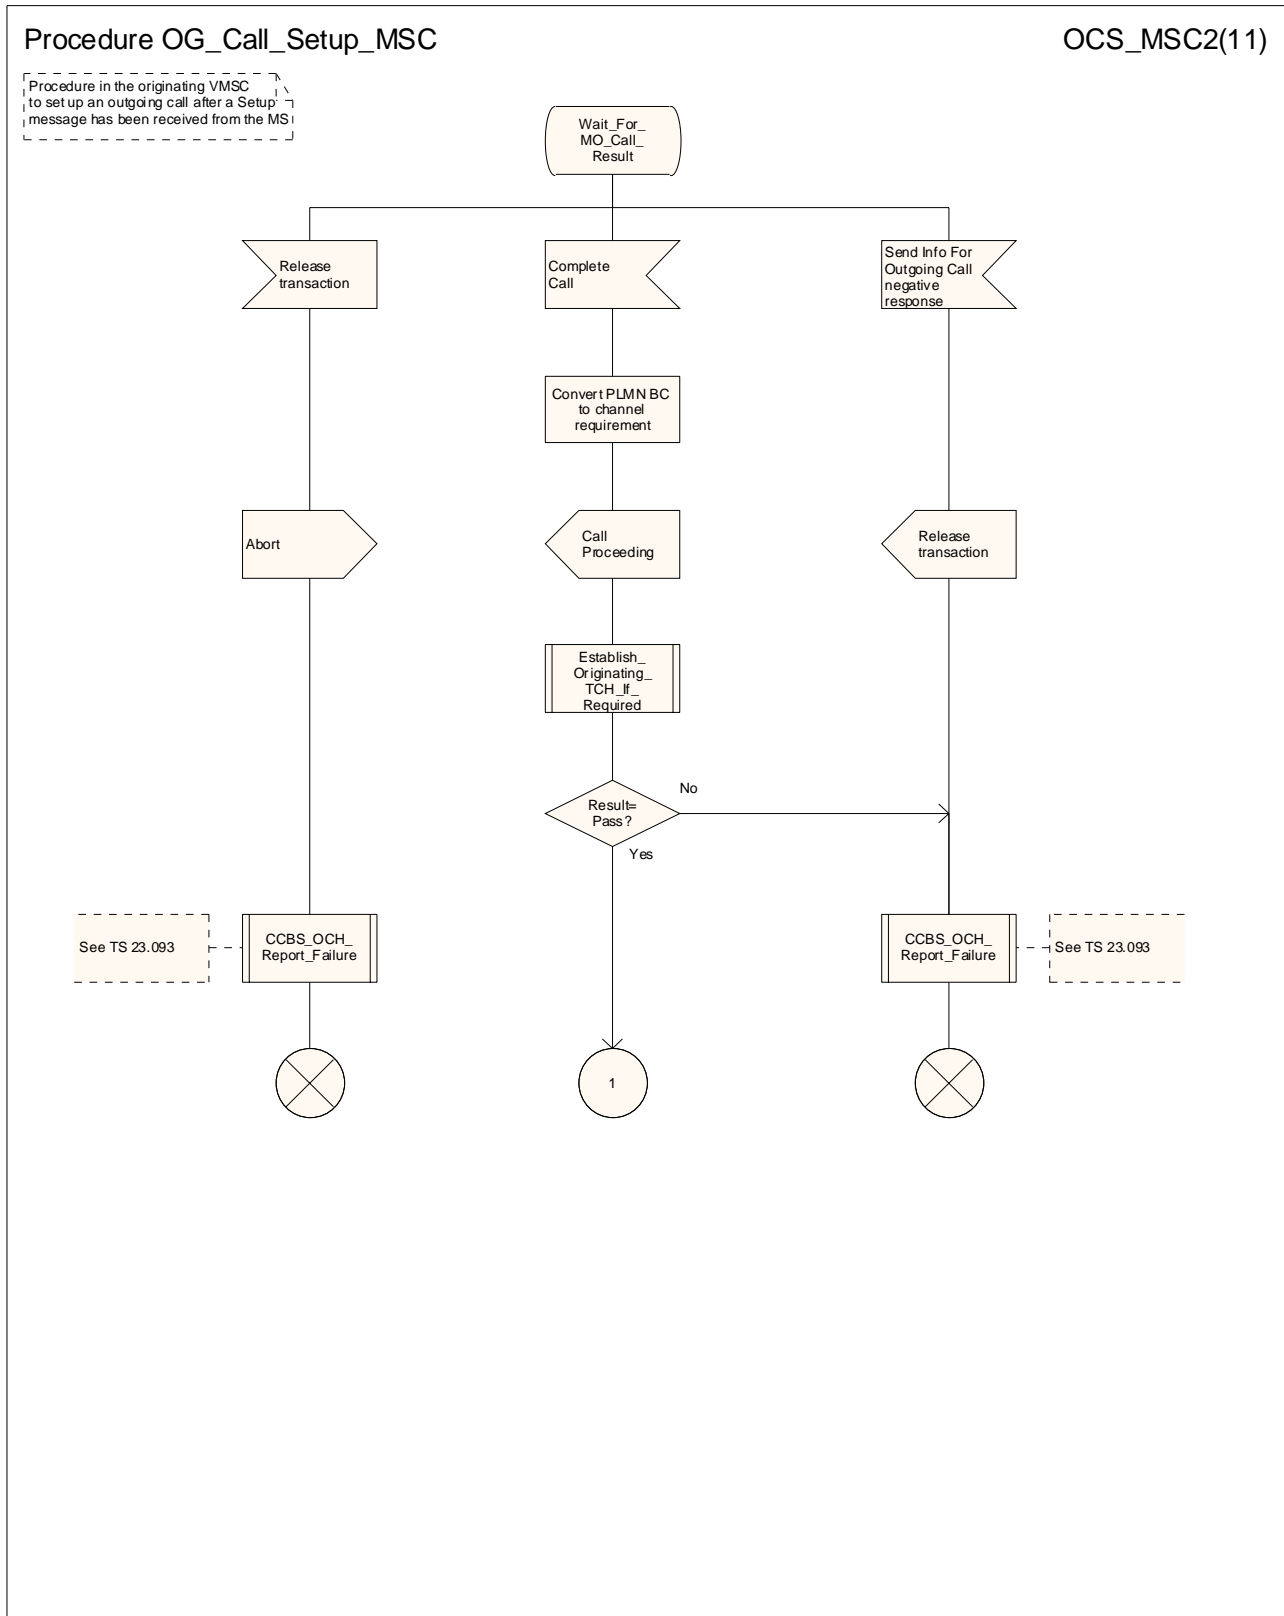 Procedure OG_Call_Setup_MSC
OCS_MSC2(11)
Procedure in the originating VMSC
to set up an outgoing call after a Setup
message has been received from the MS
Wait_For_
MO_Call_
Result
Release
transaction
Complete
Call
Send Info For
Outgoing Call
negative
response
Convert PLMN BC
to channel
requirement
Abort
Call
Proceeding
Release
transaction
Establish_
Originating_
TCH_If_
Required
Result=
Pass?
No
Yes
See TS 23.093
CCBS_OCH_
Report_Failure
CCBS_OCH_
Report_Failure
See TS 23.093
1